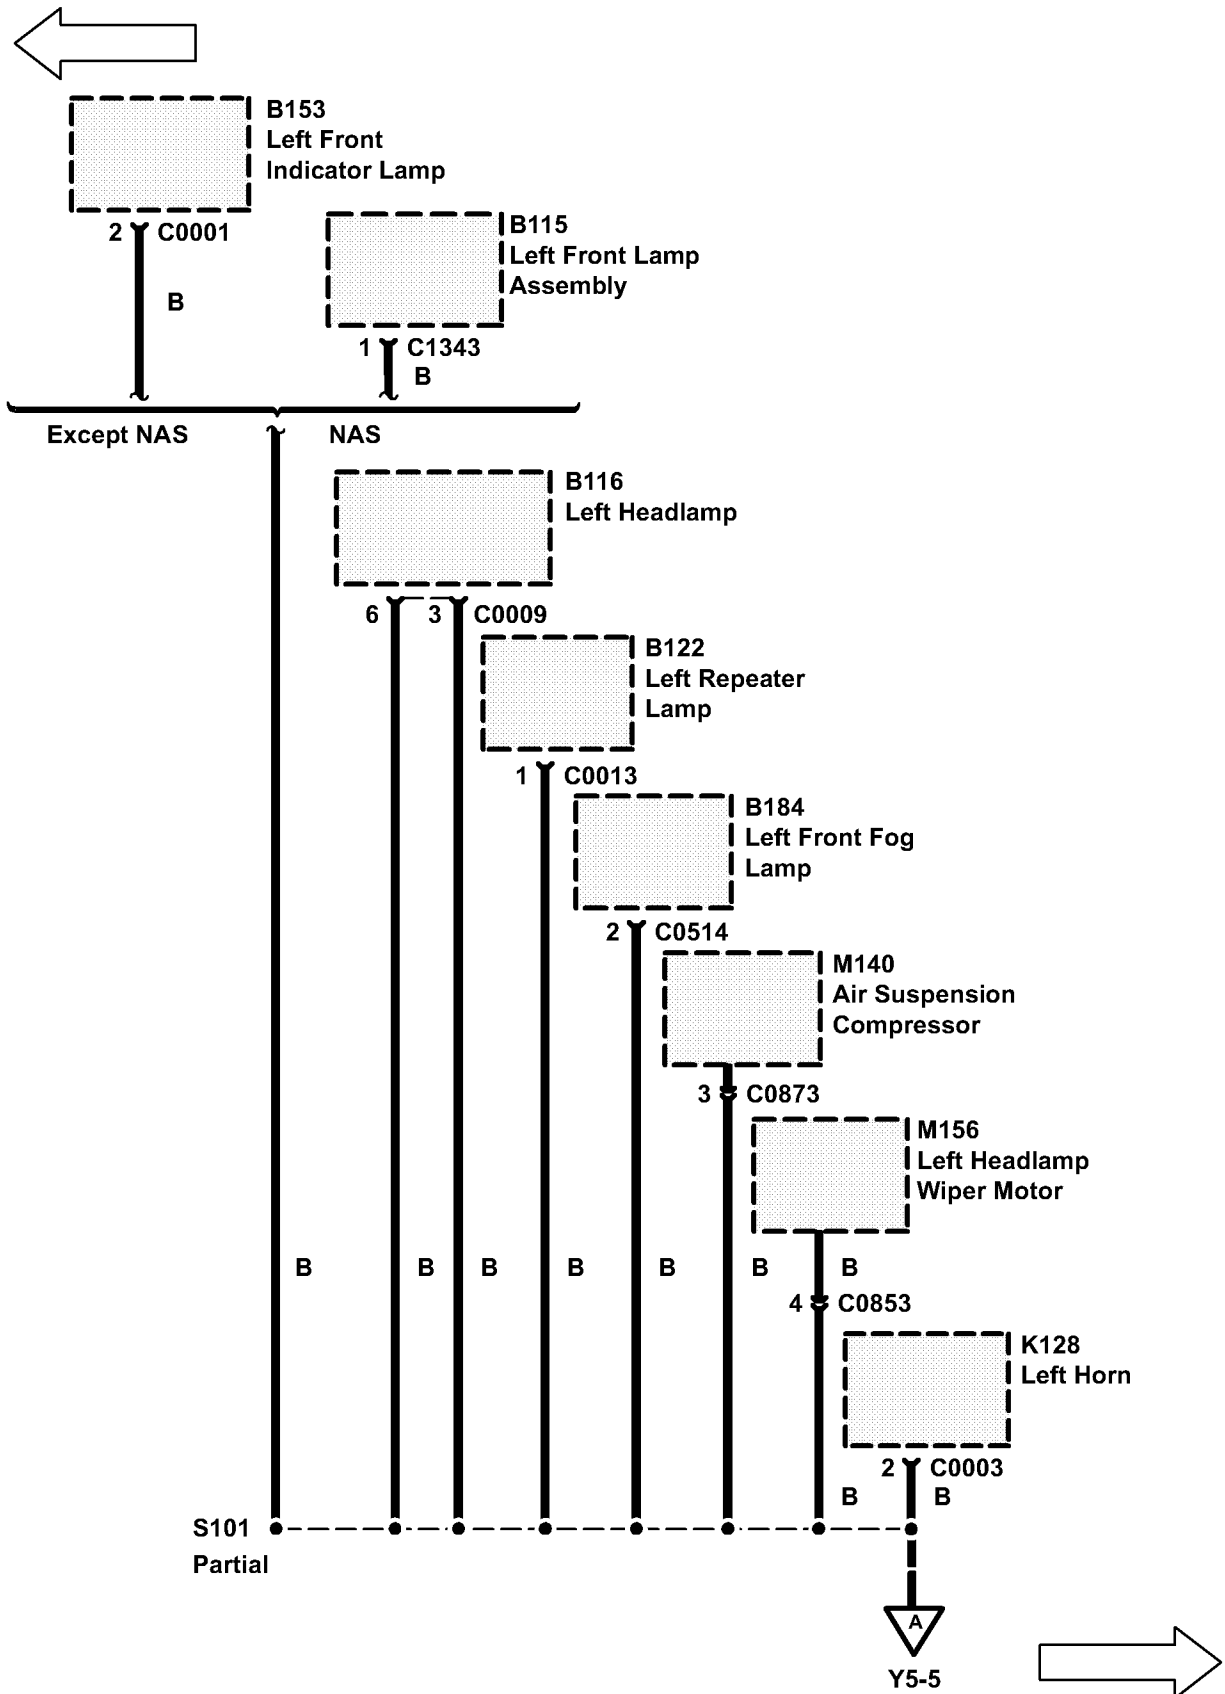 B153
Left Front
Indicator Lamp
2 C0001
B
B115
Left Front Lamp
Assembly
1 C1343
B
Except NAS
NAS
B116
Left Headlamp
6 3 C0009
B122
Left Repeater
Lamp
1 C0013
B184
Left Front Fog
Lamp
2 C0514
M140
Air Suspension
Compressor
3 C0873
M156
Left Headlamp
Wiper Motor
B B B B B B B
4 C0853
K128
Left Horn
2 C0003
B B
S101
Partial
A
Y5-5